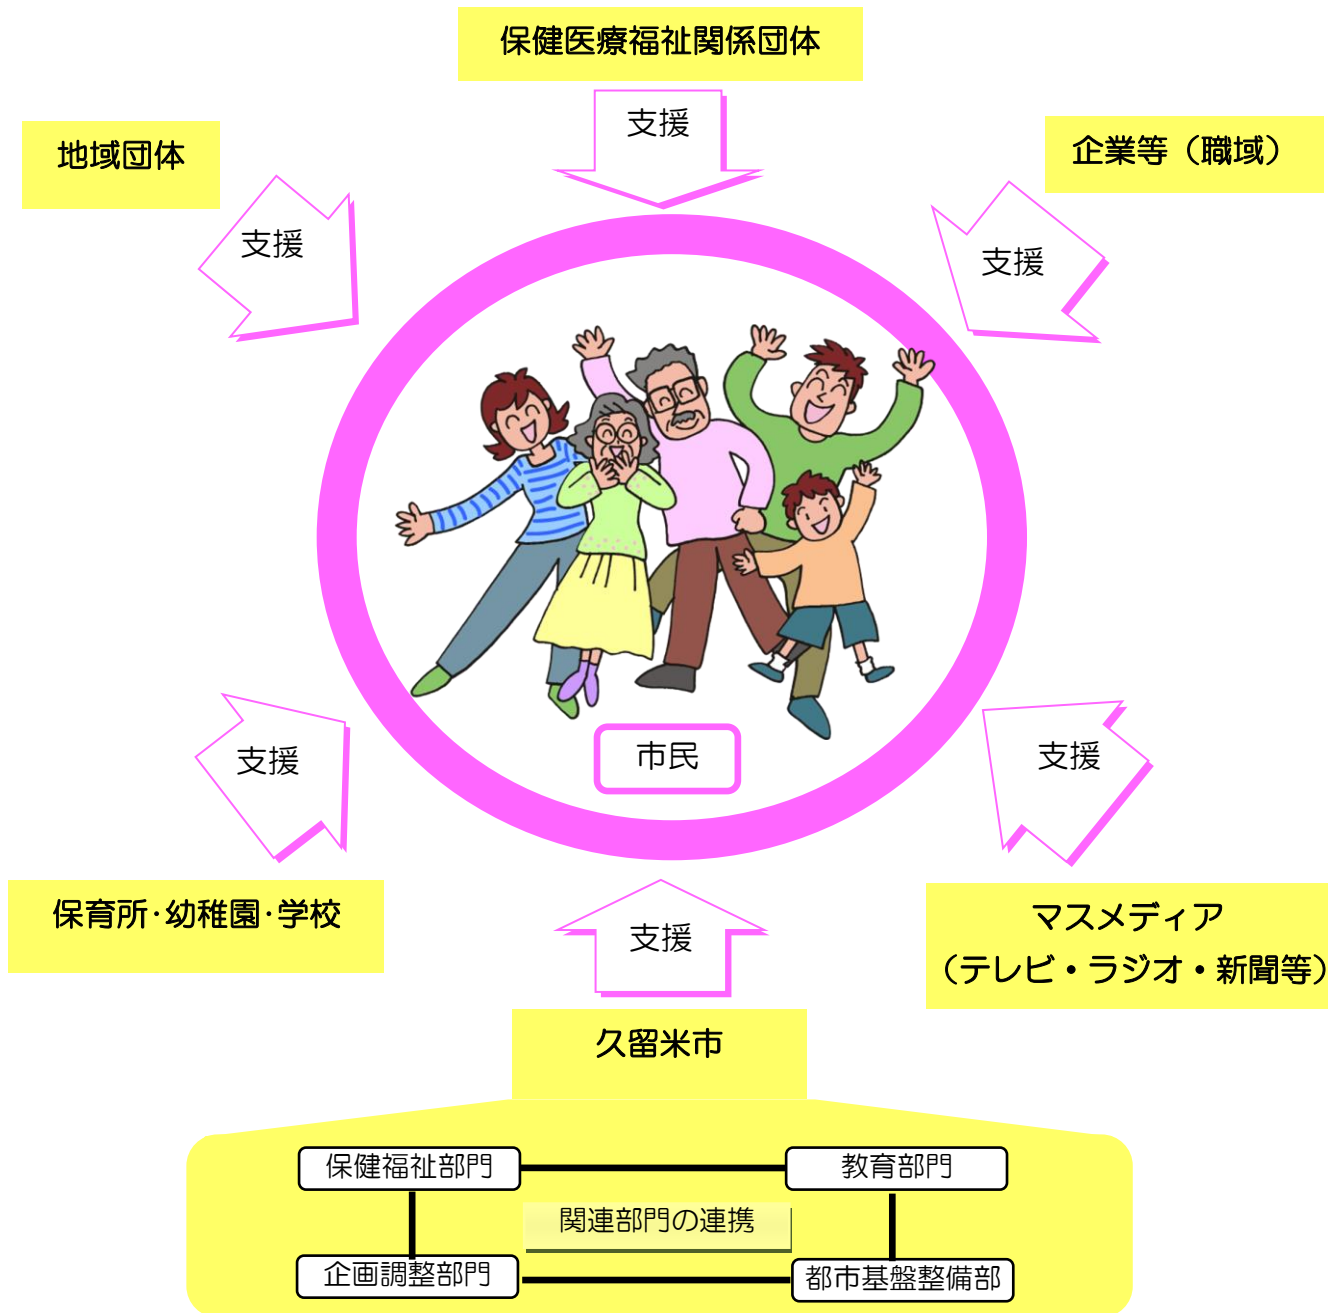 保健医療福祉関係団体
支援
地域団体
支援
企業等（職域）
支援
市民
支援
保育所･幼稚園･学校
支援
マスメディア
（テレビ・ラジオ・新聞等）
支援
久留米市
保健福祉部門
教育部門
関連部門の連携
企画調整部門
都市基盤整備部